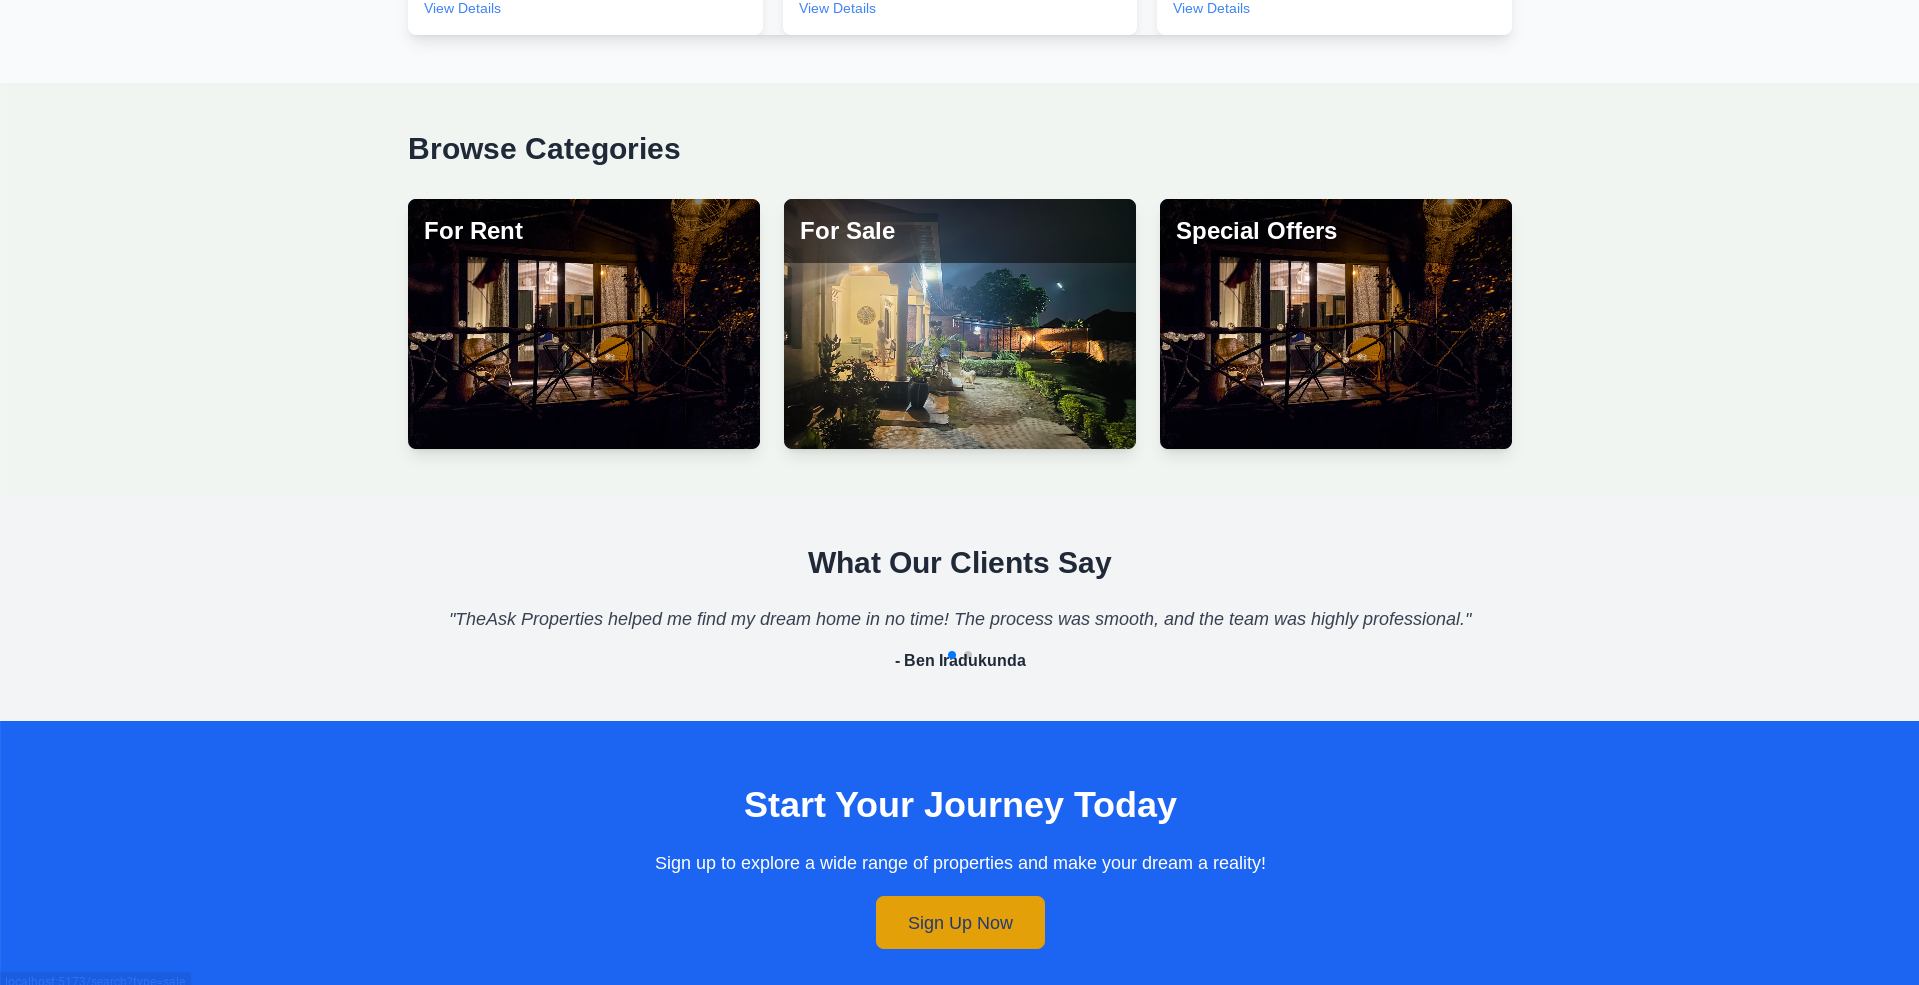 View Details View Details View Details
Browse Categories
For Rent
For Sale
Special Offers
What Our Clients Say
"TheAsk Properties helped me find my dream home in no time! The process was smooth, and the team was highly professional."
- Ben Iradukunda
Start Your Journey Today
Sign up to explore a wide range of properties and make your dream a reality!
Sign Up Now
localhost:5173/search?type=sale